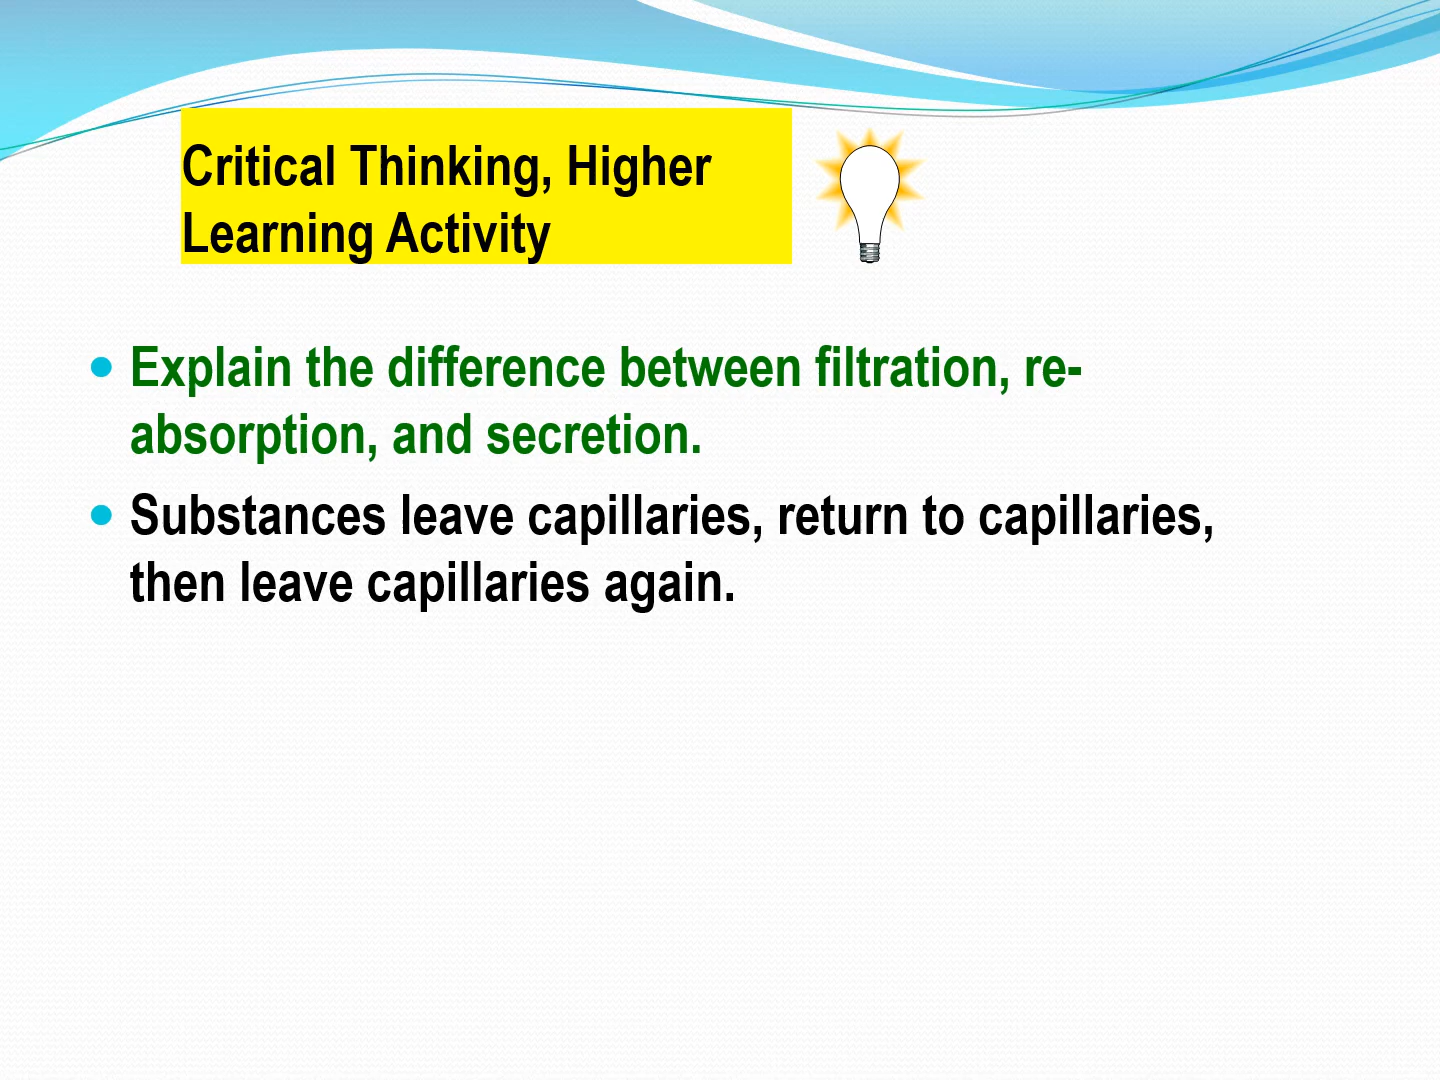 Critical Thinking, Higher
Learning Activity
• Explain the difference between filtration, re-
absorption, and secretion.
• Substances leave capillaries, return to capillaries,
then leave capillaries again.